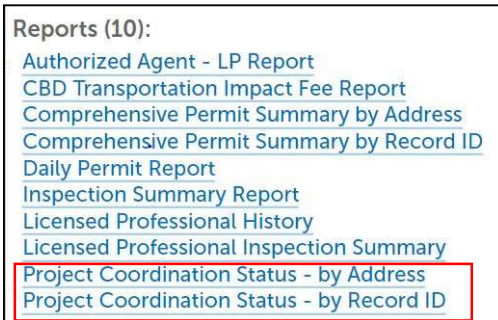 Reports (10):
Authorized Agent - LP Report
CBD Transportation Impact Fee Report
Comprehensive Permit Summary by Address
Comprehensive Permit Summary by Record ID
Daily Permit Report
Inspection Summary Report
Licensed Professional History
Licensed Professional Inspection Summary
Project Coordination Status - by Address
Project Coordination Status - by Record ID